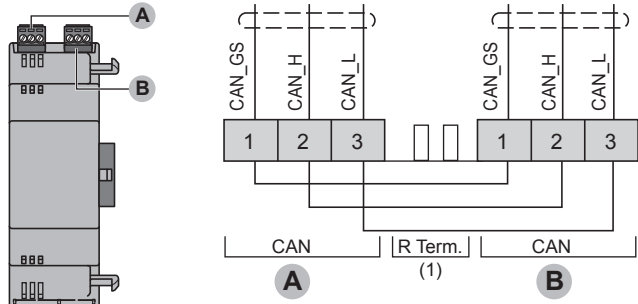 A
B
CAN_GS
CAN_H
CAN_L
CAN_GS
CAN_H
CAN_L
1 2 3 1 2 3
CAN R Term. CAN
(1)
A B